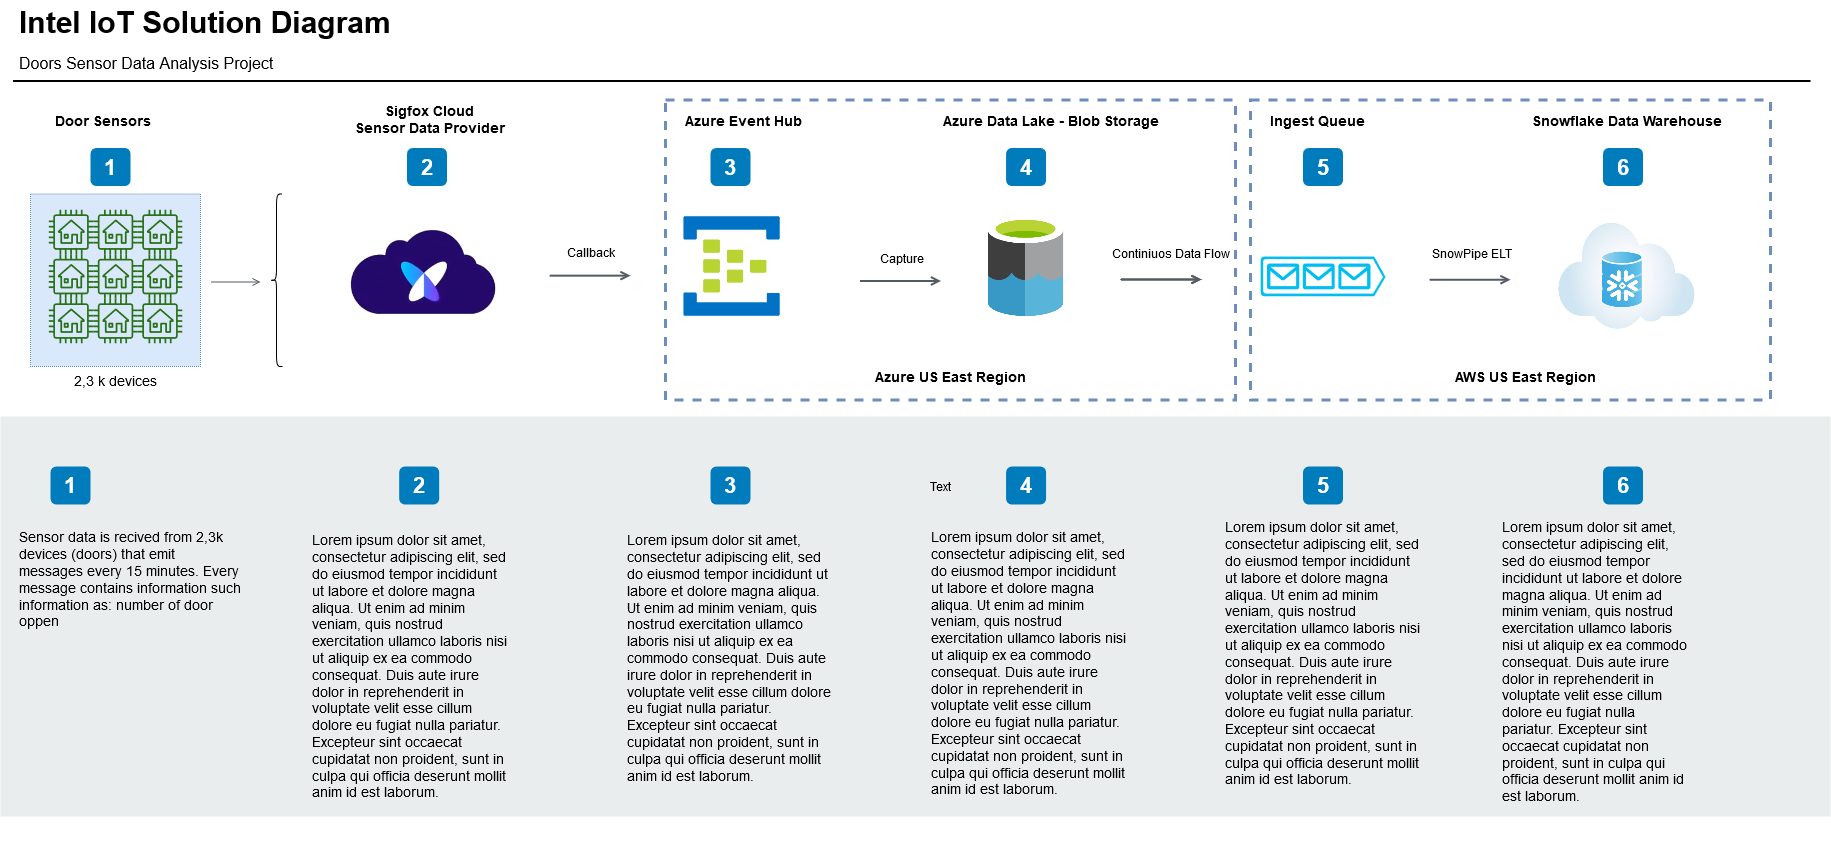 Intel IoT Solution Diagram
Doors Sensor Data Analysis Project
Door Sensors
1
2,3 k devices
Sigfox Cloud
Sensor Data Provider
2
Callback
Azure Event Hub
3
Capture
Azure Data Lake - Blob Storage
4
Continiuos Data Flow
Azure US East Region
Ingest Queue
5
SnowPipe ELT
Snowflake Data Warehouse
6
AWS US East Region
1
Sensor data is recived from 2,3k
devices (doors) that emit
messages every 15 minutes. Every
message contains information such
information as: number of door
oppen
2
Lorem ipsum dolor sit amet,
consectetur adipiscing elit, sed
do eiusmod tempor incididunt
ut labore et dolore magna
aliqua. Ut enim ad minim
veniam, quis nostrud
exercitation ullamco laboris nisi
ut aliquip ex ea commodo
consequat. Duis aute irure
dolor in reprehenderit in
voluptate velit esse cillum
dolore eu fugiat nulla pariatur.
Excepteur sint occaecat
cupidatat non proident, sunt in
culpa qui officia deserunt mollit
anim id est laborum.
3
Lorem ipsum dolor sit amet,
consectetur adipiscing elit, sed
do eiusmod tempor incididunt ut
labore et dolore magna aliqua.
Ut enim ad minim veniam, quis
nostrud exercitation ullamco
laboris nisi ut aliquip ex ea
commodo consequat. Duis aute
irure dolor in reprehenderit in
voluptate velit esse cillum dolore
eu fugiat nulla pariatur.
Excepteur sint occaecat
cupidatat non proident, sunt in
culpa qui officia deserunt mollit
anim id est laborum.
Text
4
Lorem ipsum dolor sit amet,
consectetur adipiscing elit, sed
do eiusmod tempor incididunt
ut labore et dolore magna
aliqua. Ut enim ad minim
veniam, quis nostrud
exercitation ullamco laboris nisi
ut aliquip ex ea commodo
consequat. Duis aute irure
dolor in reprehenderit in
voluptate velit esse cillum
dolore eu fugiat nulla pariatur.
Excepteur sint occaecat
cupidatat non proident, sunt in
culpa qui officia deserunt mollit
anim id est laborum.
5
Lorem ipsum dolor sit amet,
consectetur adipiscing elit, sed
do eiusmod tempor incididunt
ut labore et dolore magna
aliqua. Ut enim ad minim
veniam, quis nostrud
exercitation ullamco laboris nisi
ut aliquip ex ea commodo
consequat. Duis aute irure
dolor in reprehenderit in
voluptate velit esse cillum
dolore eu fugiat nulla pariatur.
Excepteur sint occaecat
cupidatat non proident, sunt in
culpa qui officia deserunt mollit
anim id est laborum.
6
Lorem ipsum dolor sit amet,
consectetur adipiscing elit,
sed do eiusmod tempor
incididunt ut labore et dolore
magna aliqua. Ut enim ad
minim veniam, quis nostrud
exercitation ullamco laboris
nisi ut aliquip ex ea commodo
consequat. Duis aute irure
dolor in reprehenderit in
voluptate velit esse cillum
dolore eu fugiat nulla
pariatur. Excepteur sint
occaecat cupidatat non
proident, sunt in culpa qui
officia deserunt mollit anim id
est laborum.